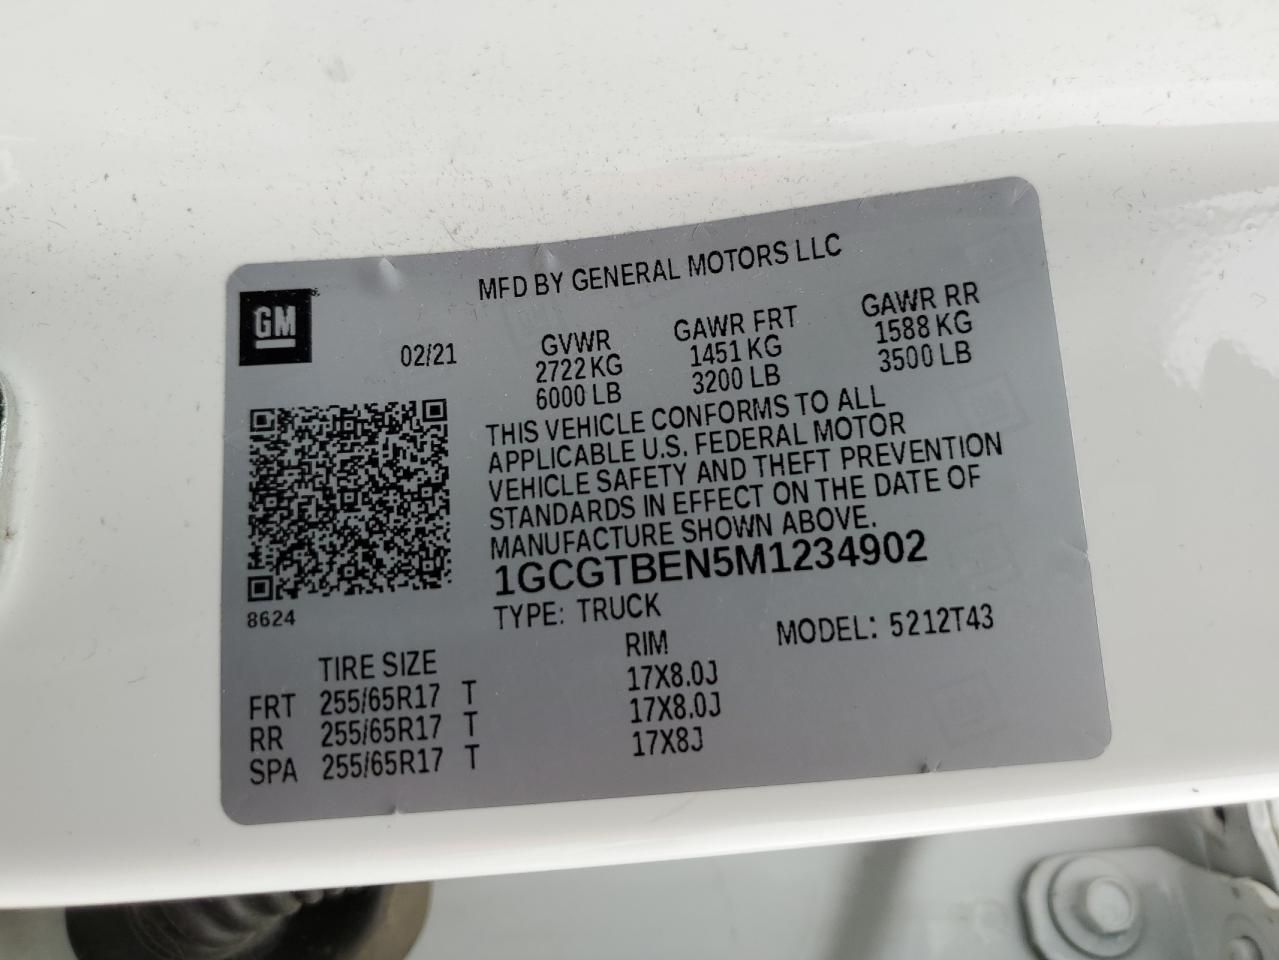 MFD BY GENERAL MOTORS LLC
GM
02/21
GVWR
2722 KG
6000 LB
GAWR FRT
1451 KG
3200 LB
GAWR RR
1588 KG
3500 LB
THIS VEHICLE CONFORMS TO ALL
APPLICABLE U.S. FEDERAL MOTOR
VEHICLE SAFETY AND THEFT PREVENTION
STANDARDS IN EFFECT ON THE DATE OF
MANUFACTURE SHOWN ABOVE.
1GCGTBEN5M1234902
8624
TYPE: TRUCK
MODEL: 5212T43
TIRE SIZE RIM
FRT 255/65R17 T 17X8.0J
RR 255/65R17 T 17X8.0J
SPA 255/65R17 T 17X8J